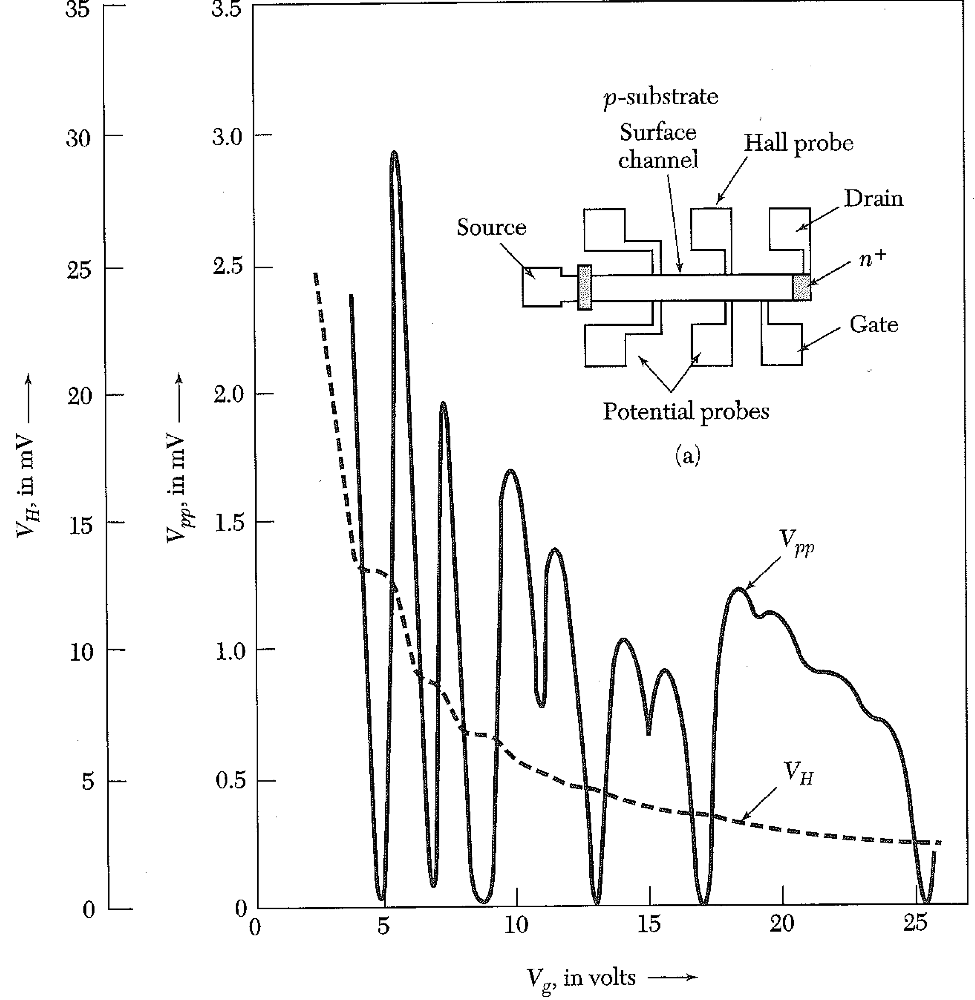 35
30
25
20
15
10
5
0
V_H, in mV ⟶
3.5
3.0
2.5
2.0
1.5
1.0
0.5
0
V_pp, in mV ⟶
p-substrate
Surface
channel
Hall probe
Drain
Source
n⁺
Gate
Potential probes
(a)
V_pp
V_H
0 5 10 15 20 25
V_g, in volts ⟶